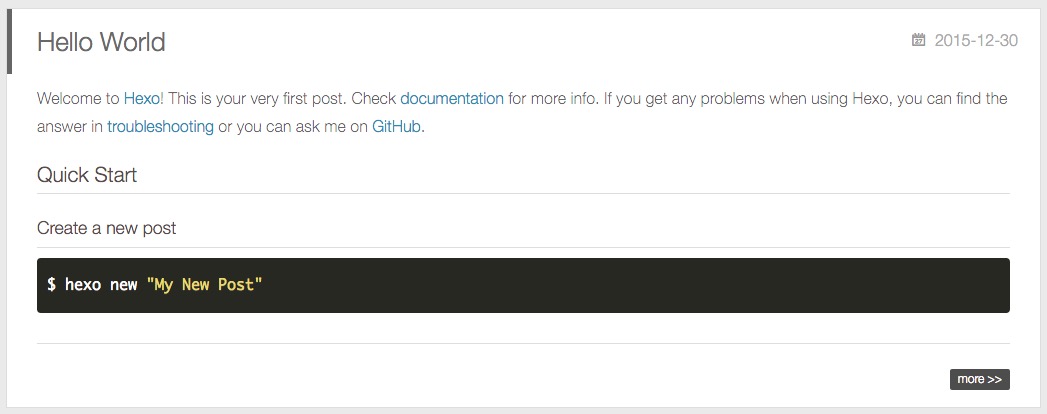 Hello World
2015-12-30
Welcome to Hexo! This is your very first post. Check documentation for more info. If you get any problems when using Hexo, you can find the
answer in troubleshooting or you can ask me on GitHub.
Quick Start
Create a new post
$ hexo new "My New Post"
more >>